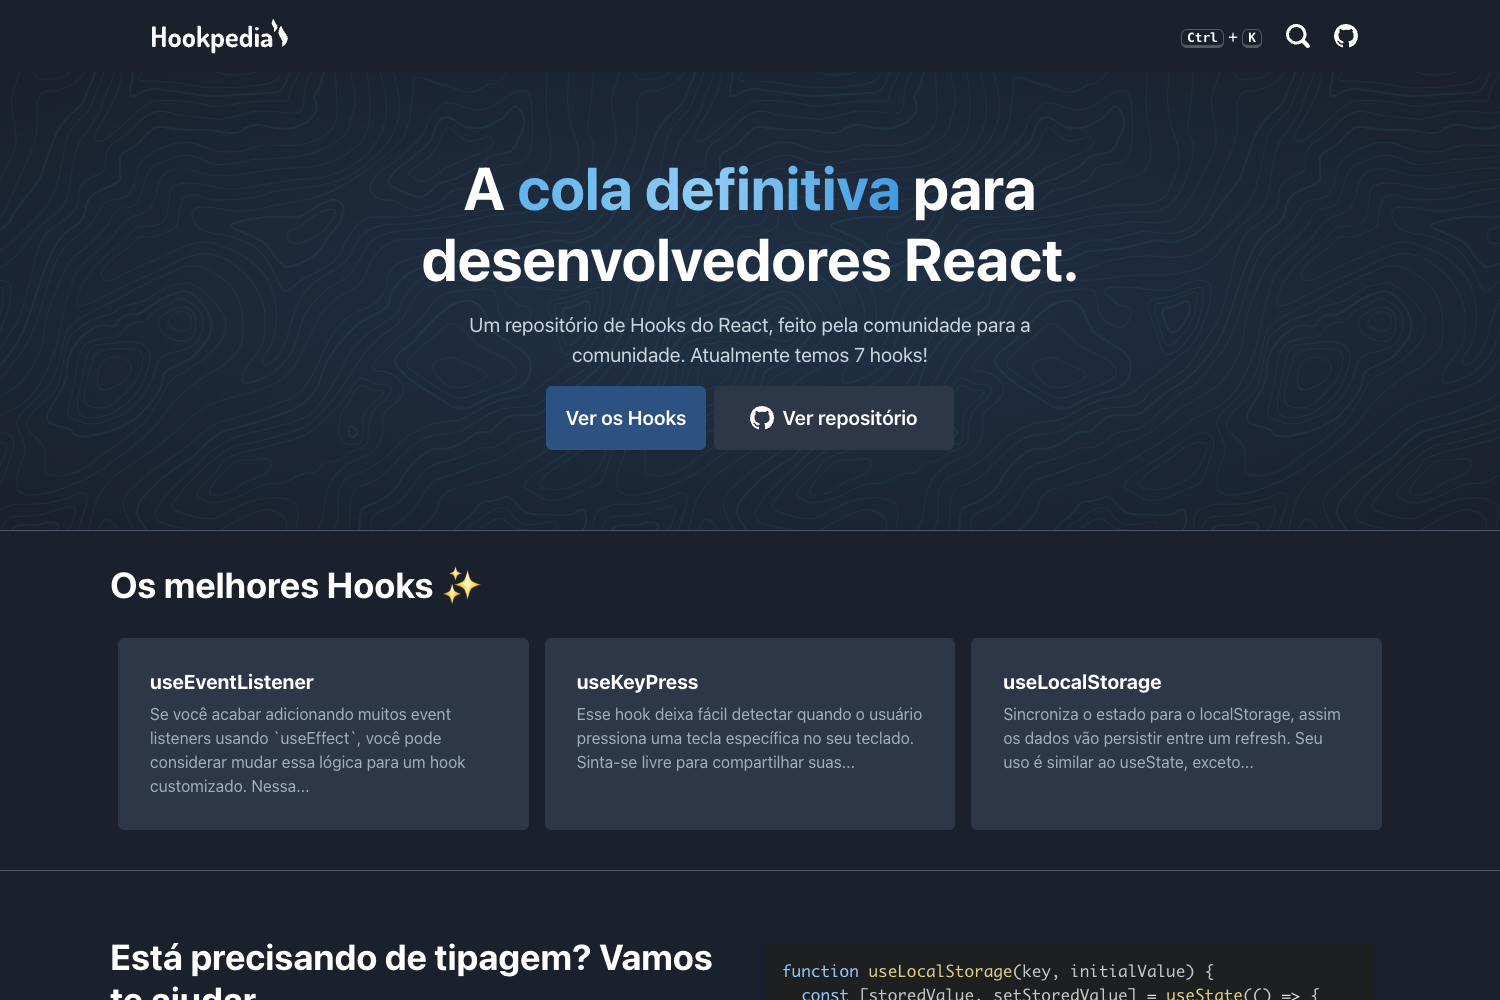 Hookpedia
Ctrl + K
A cola definitiva para
desenvolvedores React.
Um repositório de Hooks do React, feito pela comunidade para a
comunidade. Atualmente temos 7 hooks!
Ver os Hooks
Ver repositório
Os melhores Hooks ✨
useEventListener
Se você acabar adicionando muitos event
listeners usando `useEffect`, você pode
considerar mudar essa lógica para um hook
customizado. Nessa...
useKeyPress
Esse hook deixa fácil detectar quando o usuário
pressiona uma tecla específica no seu teclado.
Sinta-se livre para compartilhar suas...
useLocalStorage
Sincroniza o estado para o localStorage, assim
os dados vão persistir entre um refresh. Seu
uso é similar ao useState, exceto...
Está precisando de tipagem? Vamos
te ajudar
function useLocalStorage(key, initialValue) {
const [storedValue, setStoredValue] = useState(() => {